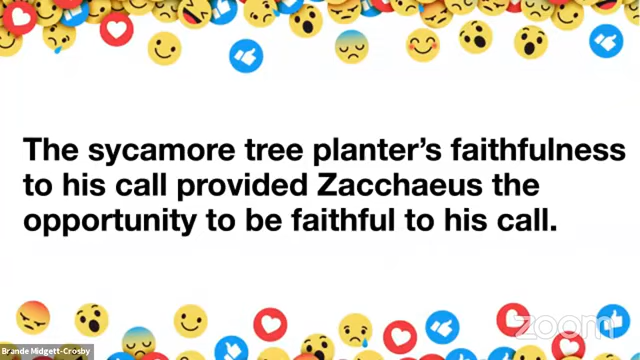 The sycamore tree planter's faithfulness
to his call provided Zacchaeus the
opportunity to be faithful to his call.
zoom
Brande Midgett-Crosby